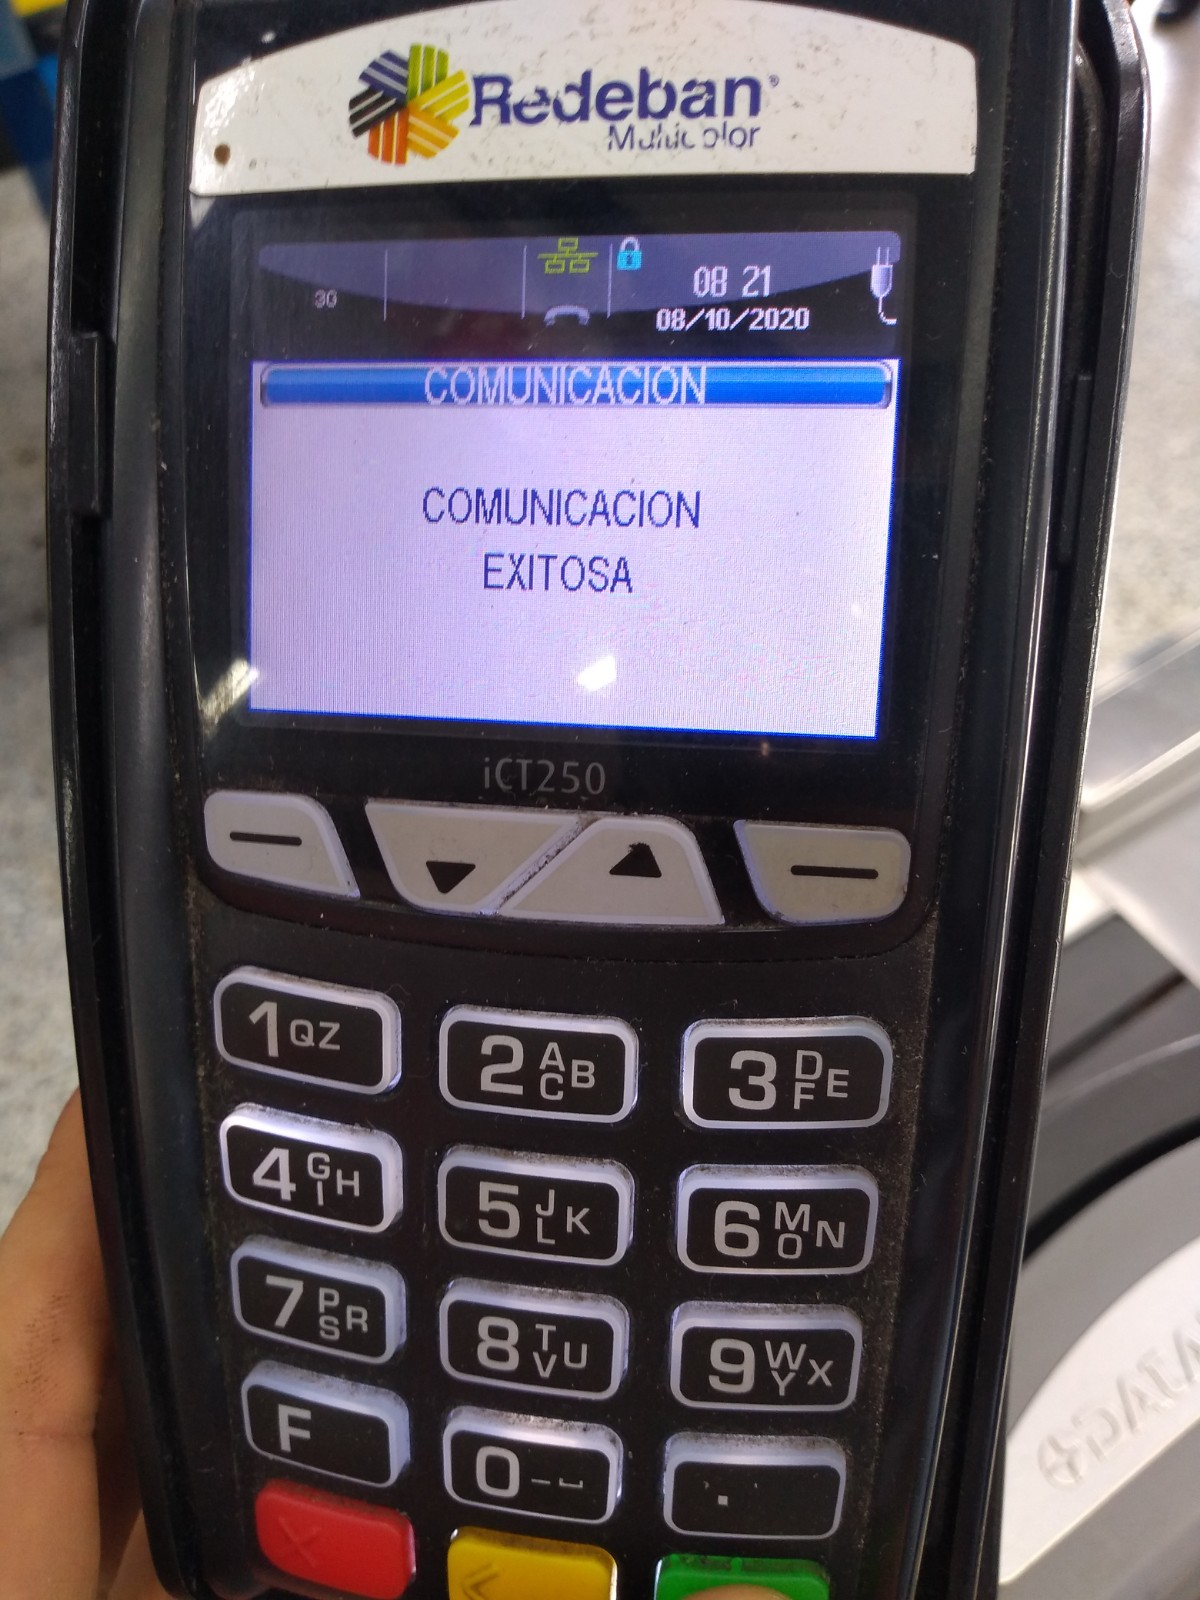 Redeban®
Multicolor
3G
08 21
08/10/2020
COMUNICACION
COMUNICACION
EXITOSA
iCT250
1 QZ
2 ABC
3 DEF
4 GHI
5 JKL
6 MNO
7 PRS
8 TUV
9 WXY
F
0
.